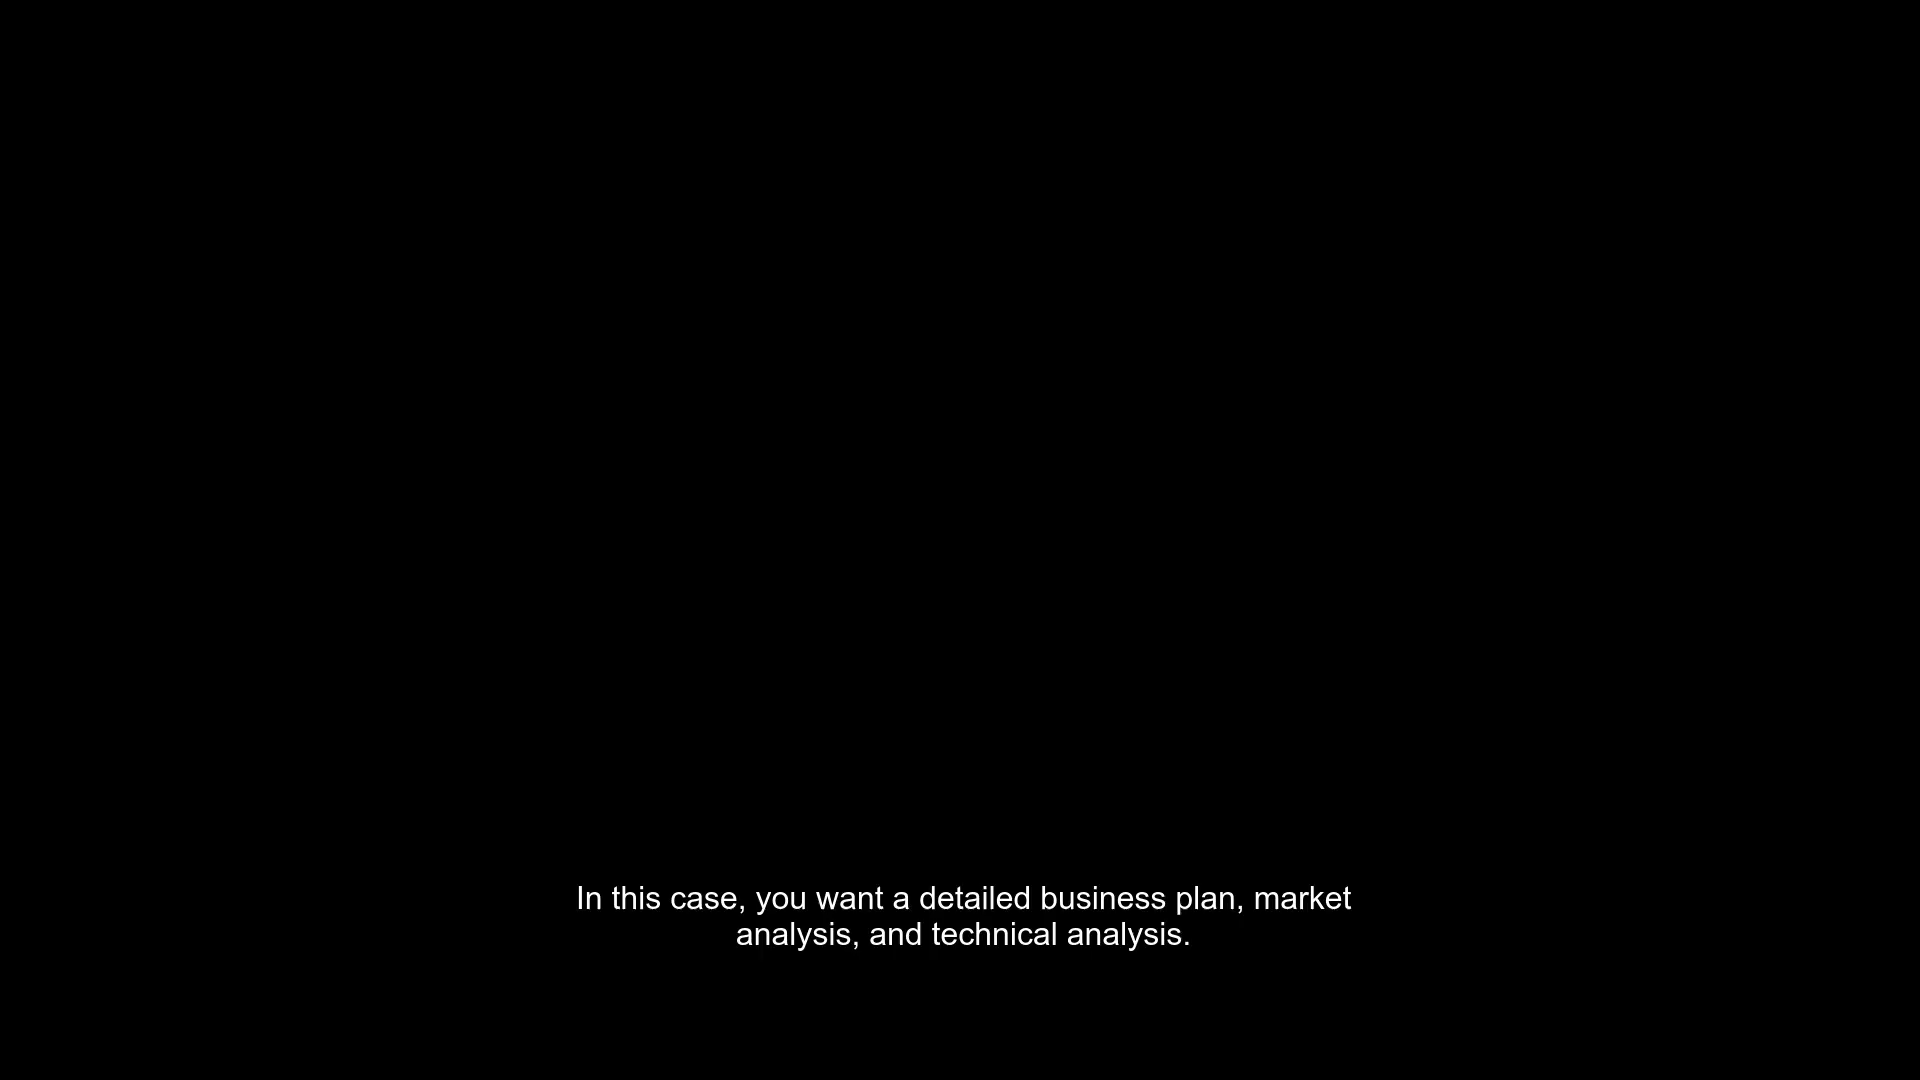 In this case, you want a detailed business plan, market
analysis, and technical analysis.